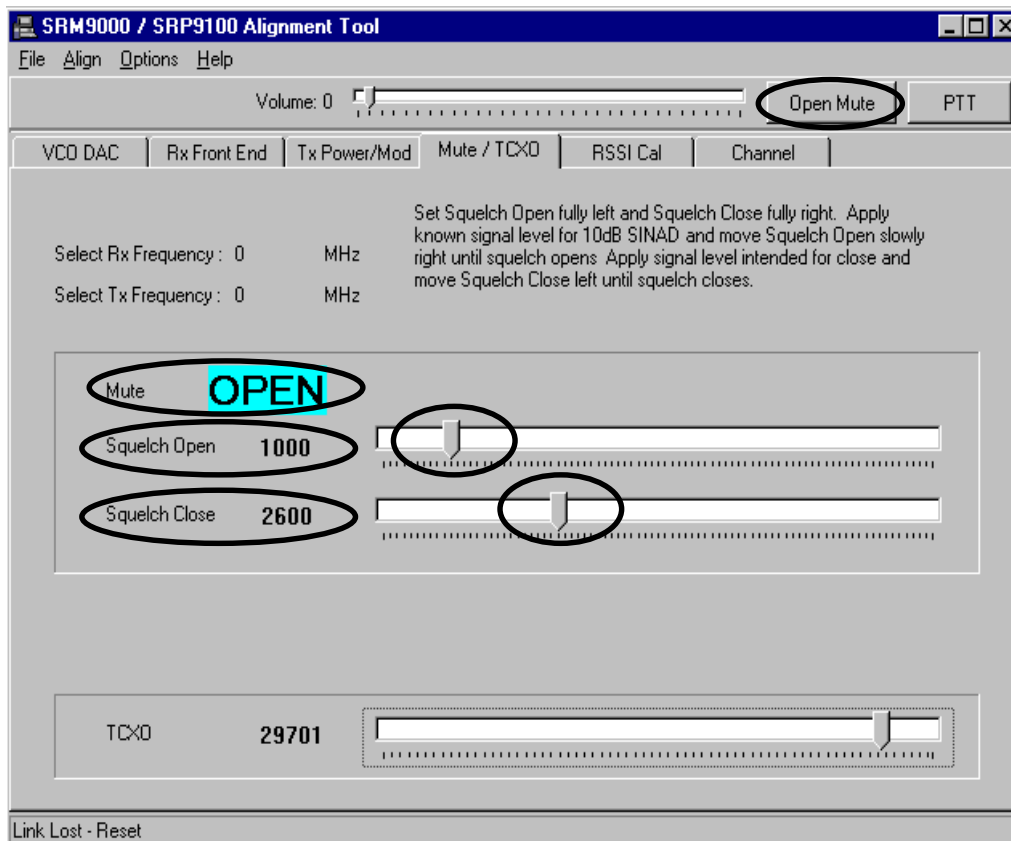 SRM9000 / SRP9100 Alignment Tool
File Align Options Help
Volume: 0 Open Mute PTT
VCO DAC Rx Front End Tx Power/Mod Mute / TCXO RSSI Cal Channel
Set Squelch Open fully left and Squelch Close fully right. Apply
known signal level for 10dB SINAD and move Squelch Open slowly
right until squelch opens Apply signal level intended for close and
move Squelch Close left until squelch closes.
Select Rx Frequency : 0 MHz
Select Tx Frequency : 0 MHz
Mute OPEN
Squelch Open 1000
Squelch Close 2600
TCXO 29701
Link Lost - Reset